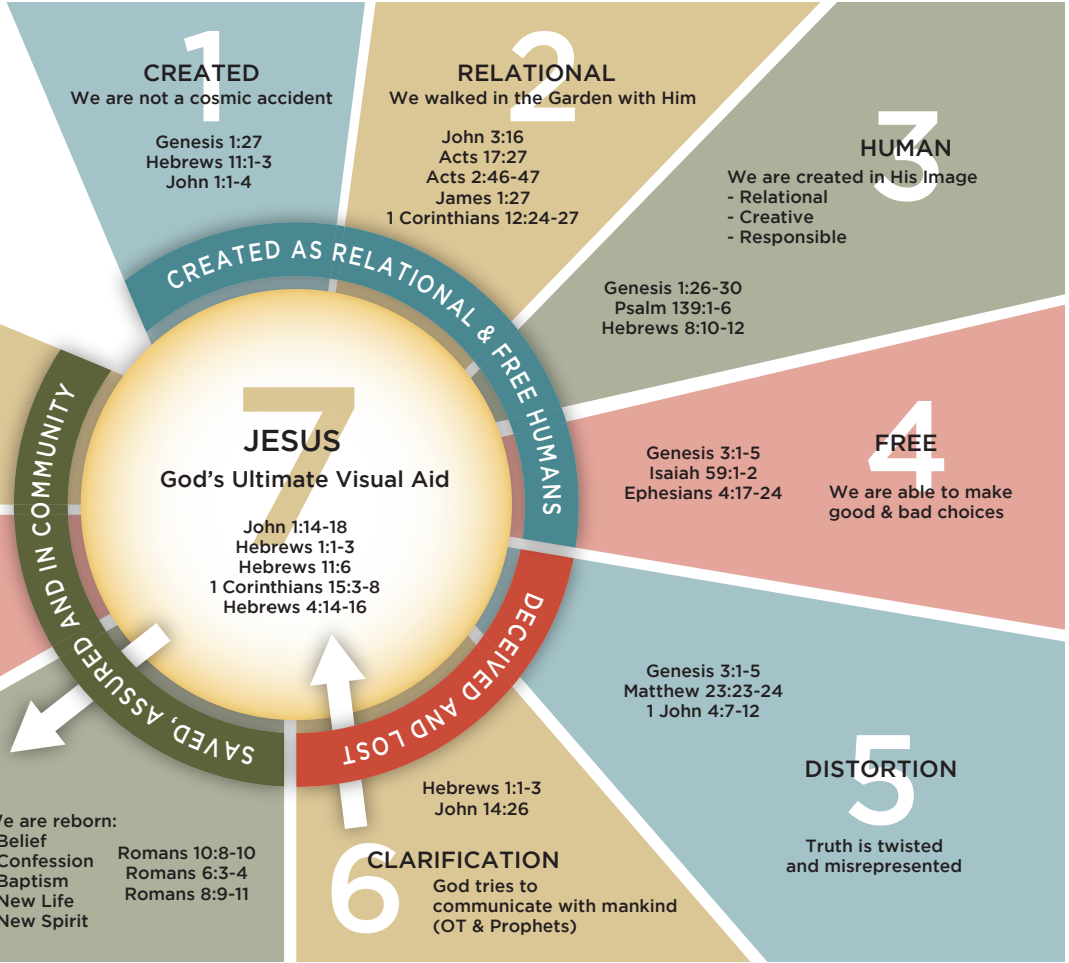 1
CREATED
We are not a cosmic accident
Genesis 1:27
Hebrews 11:1-3
John 1:1-4
2
RELATIONAL
We walked in the Garden with Him
John 3:16
Acts 17:27
Acts 2:46-47
James 1:27
1 Corinthians 12:24-27
3
HUMAN
We are created in His Image
- Relational
- Creative
- Responsible
Genesis 1:26-30
Psalm 139:1-6
Hebrews 8:10-12
CREATED AS RELATIONAL & FREE HUMANS
4
FREE
We are able to make
good & bad choices
Genesis 3:1-5
Isaiah 59:1-2
Ephesians 4:17-24
DECEIVED AND LOST
5
DISTORTION
Truth is twisted
and misrepresented
Genesis 3:1-5
Matthew 23:23-24
1 John 4:7-12
6
CLARIFICATION
God tries to
communicate with mankind
(OT & Prophets)
Hebrews 1:1-3
John 14:26
7
JESUS
God's Ultimate Visual Aid
John 1:14-18
Hebrews 1:1-3
Hebrews 11:6
1 Corinthians 15:3-8
Hebrews 4:14-16
SAVED, ASSURED AND IN COMMUNITY
are reborn:
Belief
Confession
Baptism
New Life
New Spirit
Romans 10:8-10
Romans 6:3-4
Romans 8:9-11